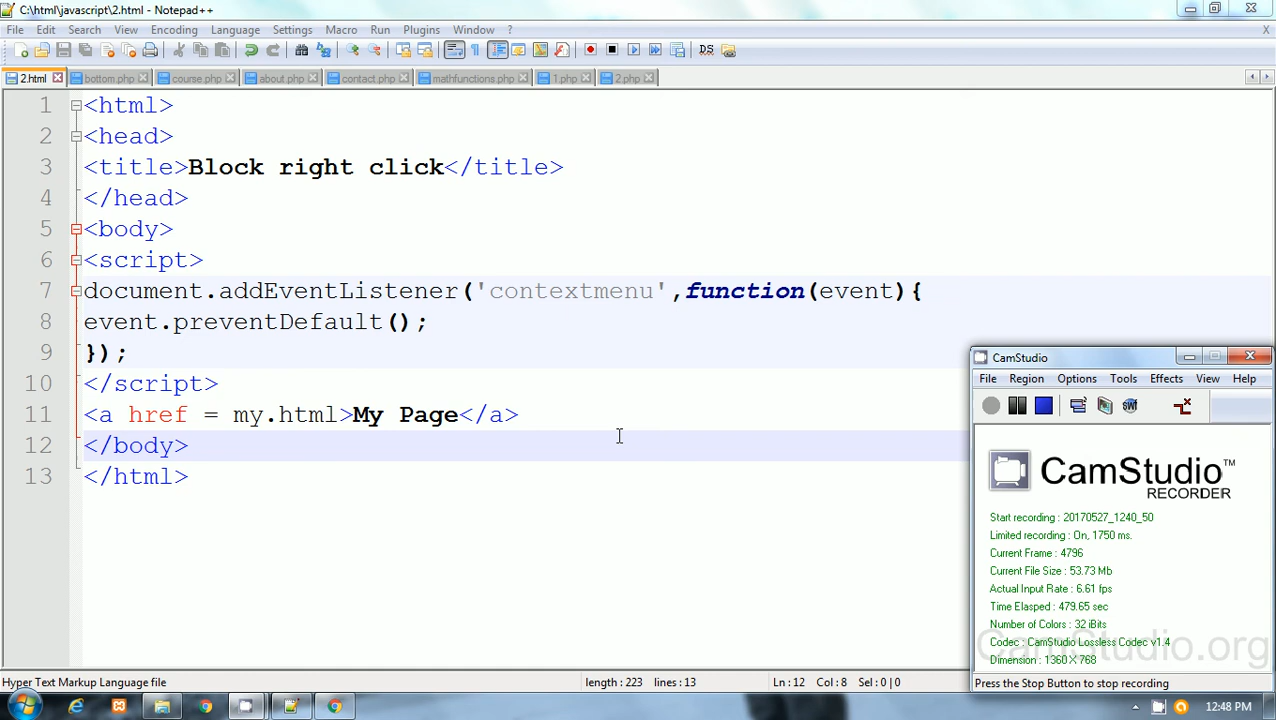 C:\html\javascript\2.html - Notepad++
File Edit Search View Encoding Language Settings Macro Run Plugins Window ? X
2.html bottom.php course.php about.php contact.php mathfunctions.php 1.php 2.php
1 <html>
2 <head>
3 <title>Block right click</title>
4 </head>
5 <body>
6 <script>
7 document.addEventListener('contextmenu',function(event){
8 event.preventDefault();
9 });
10 </script>
11 <a href = my.html>My Page</a>
12 </body>
13 </html>
CamStudio
File Region Options Tools Effects View Help
SWF
CamStudio™
RECORDER
Start recording : 20170527_1240_50
Limited recording : On, 1750 ms.
Current Frame : 4796
Current File Size : 53.73 Mb
Actual Input Rate : 6.61 fps
Time Elasped : 479.65 sec
Number of Colors : 32 iBits
Codec : CamStudio Lossless Codec v1.4
Dimension : 1360 X 768
CamStudio.org
Press the Stop Button to stop recording
Hyper Text Markup Language file length : 223 lines : 13 Ln : 12 Col : 8 Sel : 0 | 0
12:48 PM